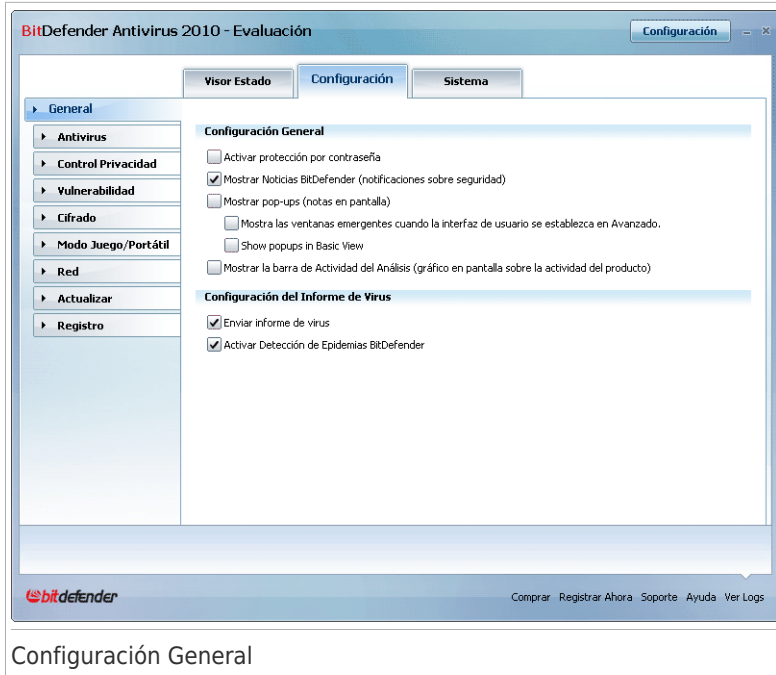 BitDefender Antivirus 2010 - Evaluación
Configuración
Visor Estado
Configuración
Sistema
General
Antivirus
Control Privacidad
Vulnerabilidad
Cifrado
Modo Juego/Portátil
Red
Actualizar
Registro
Configuración General
Activar protección por contraseña
Mostrar Noticias BitDefender (notificaciones sobre seguridad)
Mostrar pop-ups (notas en pantalla)
Mostra las ventanas emergentes cuando la interfaz de usuario se establezca en Avanzado.
Show popups in Basic View
Mostrar la barra de Actividad del Análisis (gráfico en pantalla sobre la actividad del producto)
Configuración del Informe de Virus
Enviar informe de virus
Activar Detección de Epidemias BitDefender
bitdefender
Comprar Registrar Ahora Soporte Ayuda Ver Logs
Configuración General